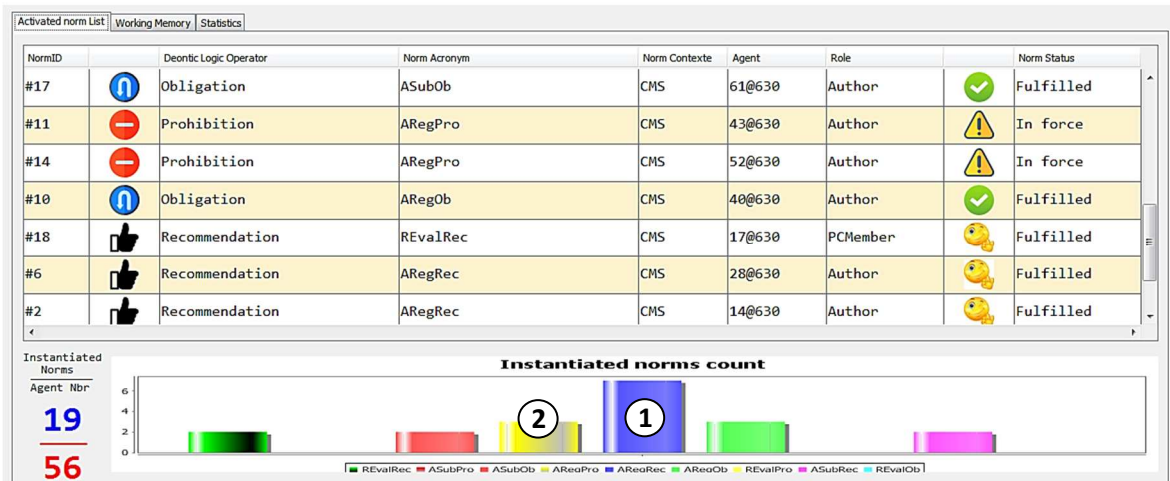 Activated norm List Working Memory Statistics
NormID Deontic Logic Operator Norm Acronym Norm Contexte Agent Role Norm Status
#17 Obligation ASubOb CMS 61@630 Author Fulfilled
#11 Prohibition ARegPro CMS 43@630 Author In force
#14 Prohibition ARegPro CMS 52@630 Author In force
#10 Obligation ARegOb CMS 40@630 Author Fulfilled
#18 Recommendation REvalRec CMS 17@630 PCMember Fulfilled
#6 Recommendation ARegRec CMS 28@630 Author Fulfilled
#2 Recommendation ARegRec CMS 14@630 Author Fulfilled
Instantiated
Norms
Agent Nbr
19
56
Instantiated norms count
6
4
2
0
2
1
REvalRec ASubPro ASubOb ARegPro ARegRec ARegOb REvalPro ASubRec REvalOb